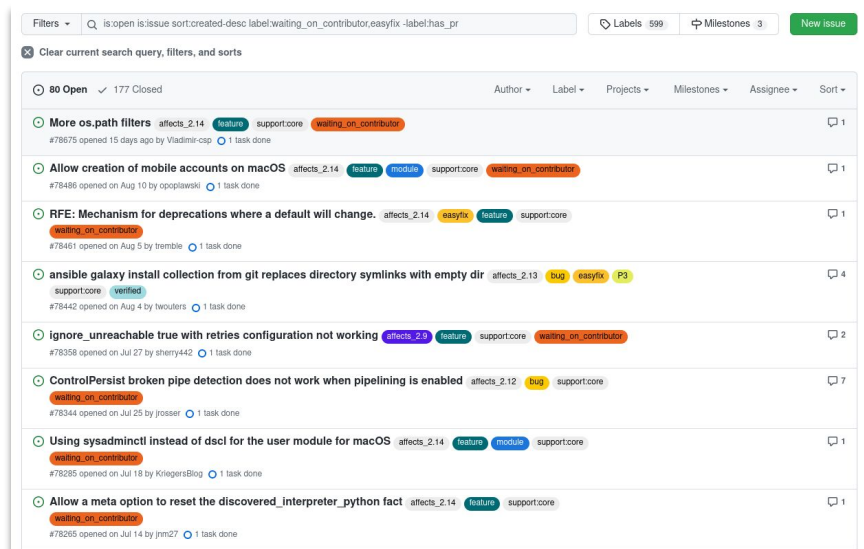 Filters
is:open is:issue sort:created-desc label:waiting_on_contributor,easyfix -label:has_pr
Labels 599
Milestones 3
New issue
Clear current search query, filters, and sorts
80 Open 177 Closed
Author Label Projects Milestones Assignee Sort
More os.path filters affects_2.14 feature support:core waiting_on_contributor 1
#78675 opened 15 days ago by Vladimir-csp 1 task done
Allow creation of mobile accounts on macOS affects_2.14 feature module support:core waiting_on_contributor 1
#78486 opened on Aug 10 by opoplawski 1 task done
RFE: Mechanism for deprecations where a default will change. affects_2.14 easyfix feature support:core 1
waiting_on_contributor
#78461 opened on Aug 5 by tremble 1 task done
ansible galaxy install collection from git replaces directory symlinks with empty dir affects_2.13 bug easyfix P3 4
support:core verified
#78442 opened on Aug 4 by twouters 1 task done
ignore_unreachable true with retries configuration not working affects_2.9 feature support:core waiting_on_contributor 2
#78358 opened on Jul 27 by sherry442 1 task done
ControlPersist broken pipe detection does not work when pipelining is enabled affects_2.12 bug support:core 7
waiting_on_contributor
#78344 opened on Jul 25 by jrosser 1 task done
Using sysadminctl instead of dscl for the user module for macOS affects_2.14 feature module support:core 1
waiting_on_contributor
#78285 opened on Jul 18 by KriegersBlog 1 task done
Allow a meta option to reset the discovered_interpreter_python fact affects_2.14 feature support:core 1
waiting_on_contributor
#78265 opened on Jul 14 by jnm27 1 task done